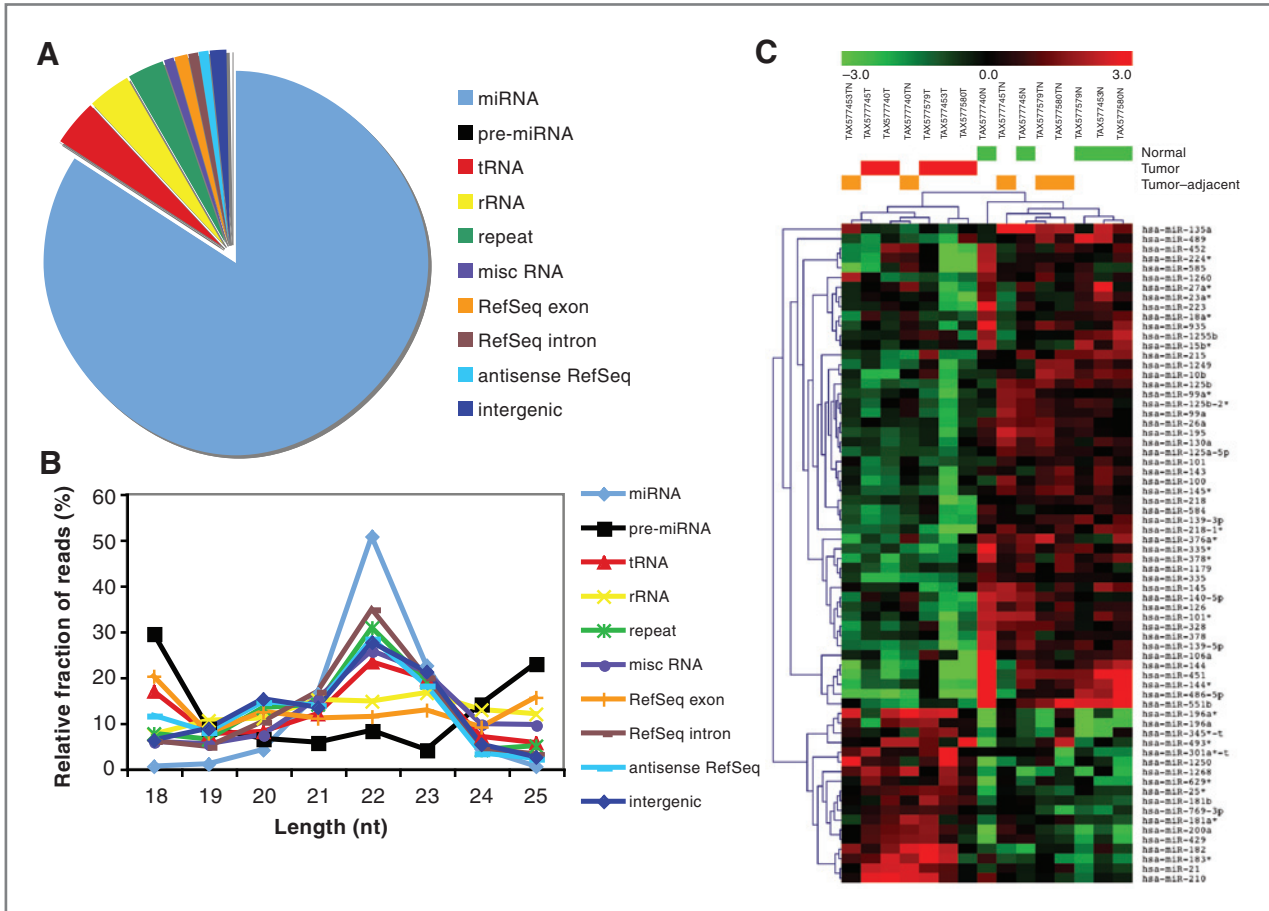 A
miRNA
pre-miRNA
tRNA
rRNA
repeat
misc RNA
RefSeq exon
RefSeq intron
antisense RefSeq
intergenic
B
Relative fraction of reads (%)
60
50
40
30
20
10
0
18 19 20 21 22 23 24 25
Length (nt)
miRNA
pre-miRNA
tRNA
rRNA
repeat
misc RNA
RefSeq exon
RefSeq intron
antisense RefSeq
intergenic
C
−3.0 0.0 3.0
TAX577453TN
TAX577745T
TAX577740T
TAX577740TN
TAX577579T
TAX577453T
TAX577580T
TAX577740N
TAX577745TN
TAX577745N
TAX577579TN
TAX577580TN
TAX577579N
TAX577453N
TAX577580N
Normal
Tumor
Tumor–adjacent
hsa-miR-135a
hsa-miR-489
hsa-miR-452
hsa-miR-224*
hsa-miR-585
hsa-miR-1260
hsa-miR-27a*
hsa-miR-23a*
hsa-miR-223
hsa-miR-18a*
hsa-miR-935
hsa-miR-1255b
hsa-miR-15b*
hsa-miR-215
hsa-miR-1249
hsa-miR-10b
hsa-miR-125b
hsa-miR-99a*
hsa-miR-125b-2*
hsa-miR-99a
hsa-miR-26a
hsa-miR-195
hsa-miR-130a
hsa-miR-125a-5p
hsa-miR-101
hsa-miR-143
hsa-miR-100
hsa-miR-145*
hsa-miR-218
hsa-miR-584
hsa-miR-139-3p
hsa-miR-218-1*
hsa-miR-376a*
hsa-miR-335*
hsa-miR-378*
hsa-miR-1179
hsa-miR-335
hsa-miR-145
hsa-miR-140-5p
hsa-miR-126
hsa-miR-101*
hsa-miR-328
hsa-miR-378
hsa-miR-139-5p
hsa-miR-106a
hsa-miR-144
hsa-miR-451
hsa-miR-144*
hsa-miR-486-5p
hsa-miR-551b
hsa-miR-196a*
hsa-miR-196a
hsa-miR-345*-t
hsa-miR-493*
hsa-miR-301a*-t
hsa-miR-1250
hsa-miR-1268
hsa-miR-629*
hsa-miR-25*
hsa-miR-181b
hsa-miR-769-3p
hsa-miR-181a*
hsa-miR-200a
hsa-miR-429
hsa-miR-182
hsa-miR-183*
hsa-miR-21
hsa-miR-210